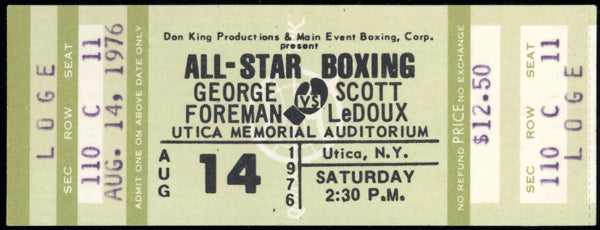 LOGE
SEC 110 ROW C SEAT 11
AUG. 14, 1976
ADMIT ONE ON ABOVE DATE ONLY
Don King Productions & Main Event Boxing, Corp.
present
ALL-STAR BOXING
GEORGE VS SCOTT
FOREMAN LeDOUX
UTICA MEMORIAL AUDITORIUM
AUG 14 1976
Utica, N.Y.
SATURDAY
2:30 P.M.
NO REFUND PRICE NO EXCHANGE
$12.50
SEC 110 ROW C SEAT 11
LOGE